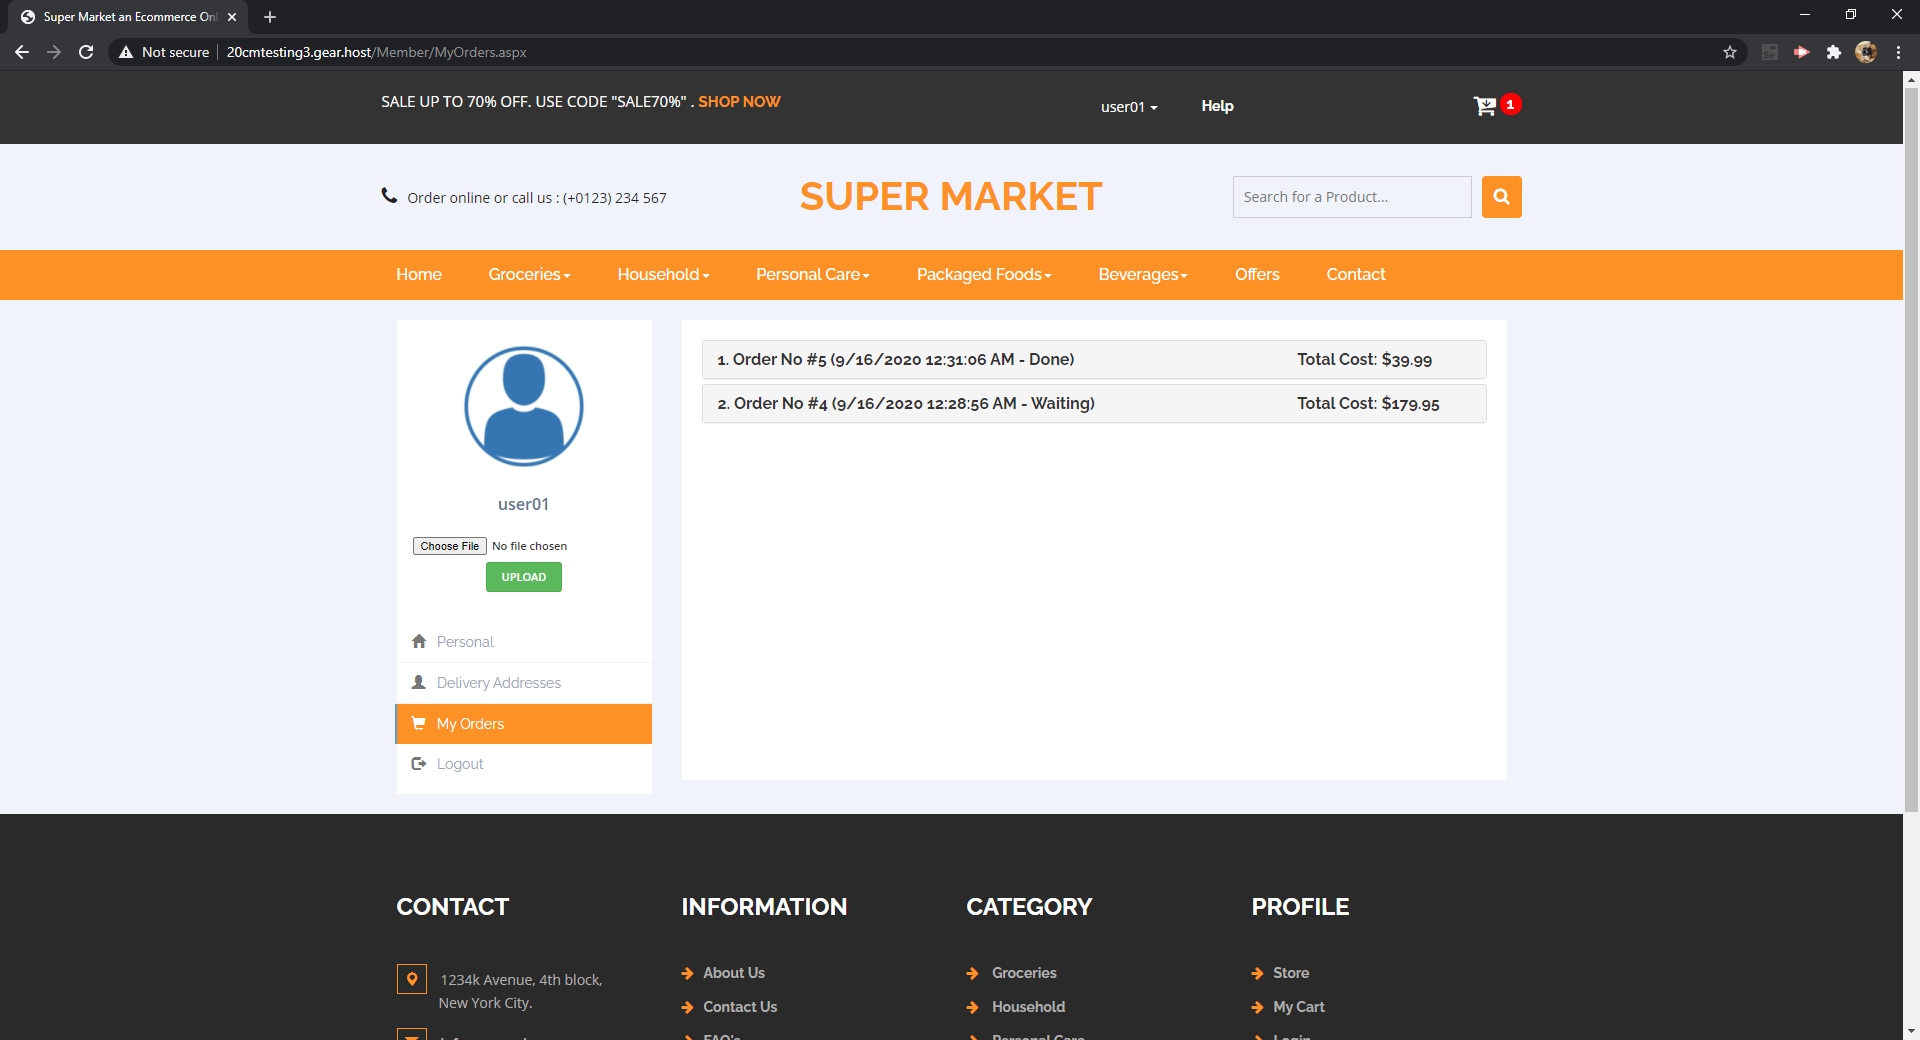 Super Market an Ecommerce Onl
Not secure
20cmtesting3.gear.host/Member/MyOrders.aspx
SALE UP TO 70% OFF. USE CODE "SALE70%" . SHOP NOW
user01
Help
1
Order online or call us : (+0123) 234 567
SUPER MARKET
Search for a Product...
Home
Groceries
Household
Personal Care
Packaged Foods
Beverages
Offers
Contact
1. Order No #5 (9/16/2020 12:31:06 AM - Done)
Total Cost: $39.99
2. Order No #4 (9/16/2020 12:28:56 AM - Waiting)
Total Cost: $179.95
user01
Choose File No file chosen
UPLOAD
Personal
Delivery Addresses
My Orders
Logout
CONTACT
1234k Avenue, 4th block,
New York City.
INFORMATION
About Us
Contact Us
FAQ's
CATEGORY
Groceries
Household
Personal Care
PROFILE
Store
My Cart
Login